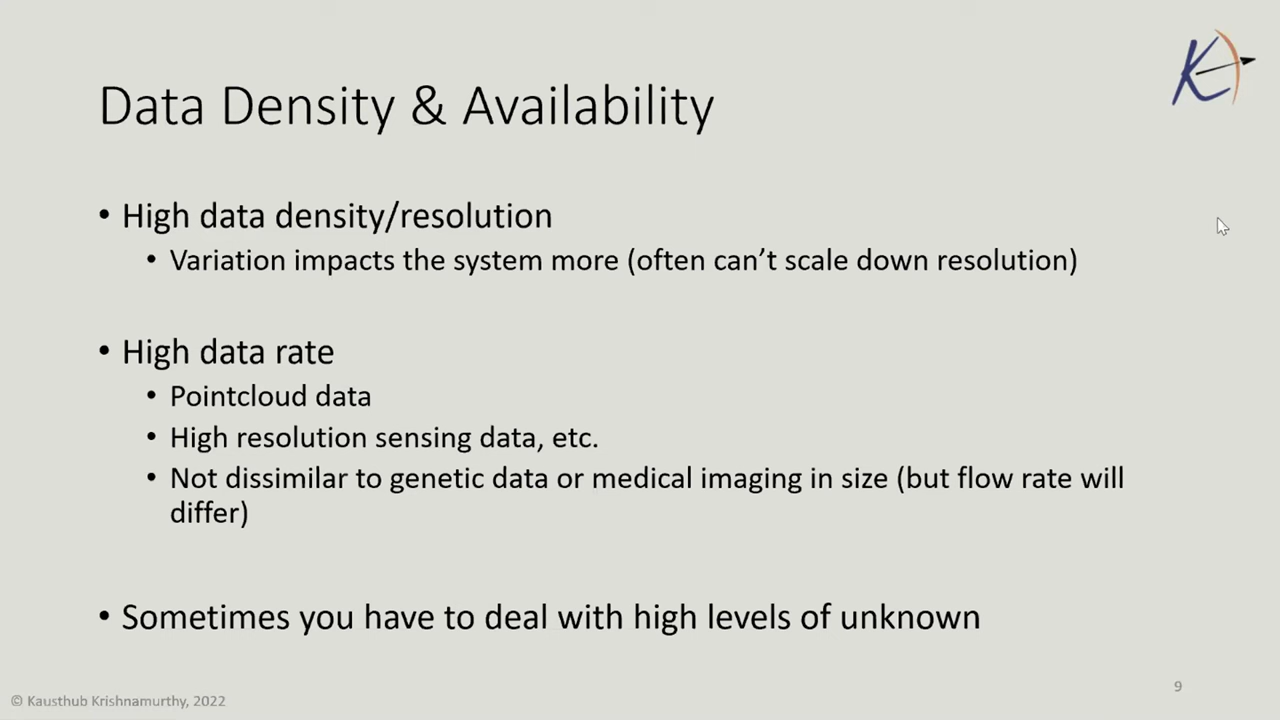 Data Density & Availability
• High data density/resolution
• Variation impacts the system more (often can’t scale down resolution)
• High data rate
• Pointcloud data
• High resolution sensing data, etc.
• Not dissimilar to genetic data or medical imaging in size (but flow rate will
differ)
• Sometimes you have to deal with high levels of unknown
9
© Kausthub Krishnamurthy, 2022